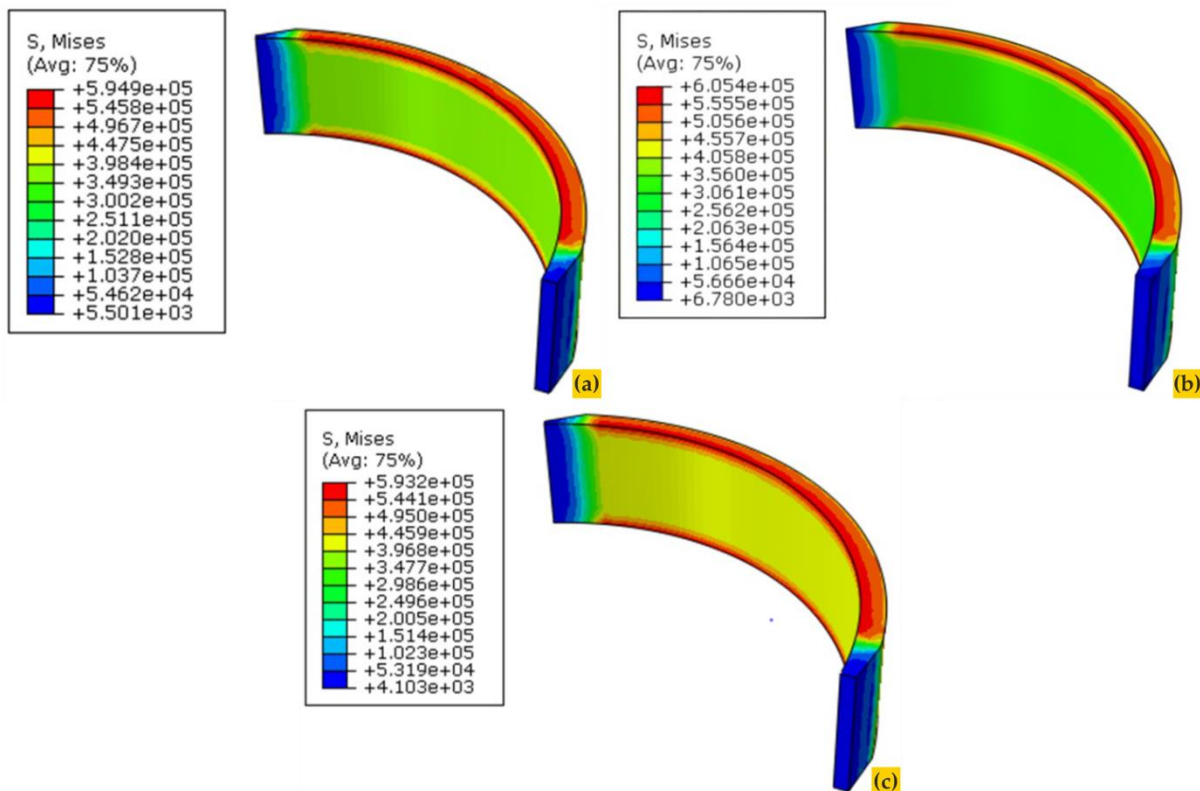 S, Mises
(Avg: 75%)
+5.949e+05
+5.458e+05
+4.967e+05
+4.475e+05
+3.984e+05
+3.493e+05
+3.002e+05
+2.511e+05
+2.020e+05
+1.528e+05
+1.037e+05
+5.462e+04
+5.501e+03
(a)
S, Mises
(Avg: 75%)
+6.054e+05
+5.555e+05
+5.056e+05
+4.557e+05
+4.058e+05
+3.560e+05
+3.061e+05
+2.562e+05
+2.063e+05
+1.564e+05
+1.065e+05
+5.666e+04
+6.780e+03
(b)
S, Mises
(Avg: 75%)
+5.932e+05
+5.441e+05
+4.950e+05
+4.459e+05
+3.968e+05
+3.477e+05
+2.986e+05
+2.496e+05
+2.005e+05
+1.514e+05
+1.023e+05
+5.319e+04
+4.103e+03
(c)